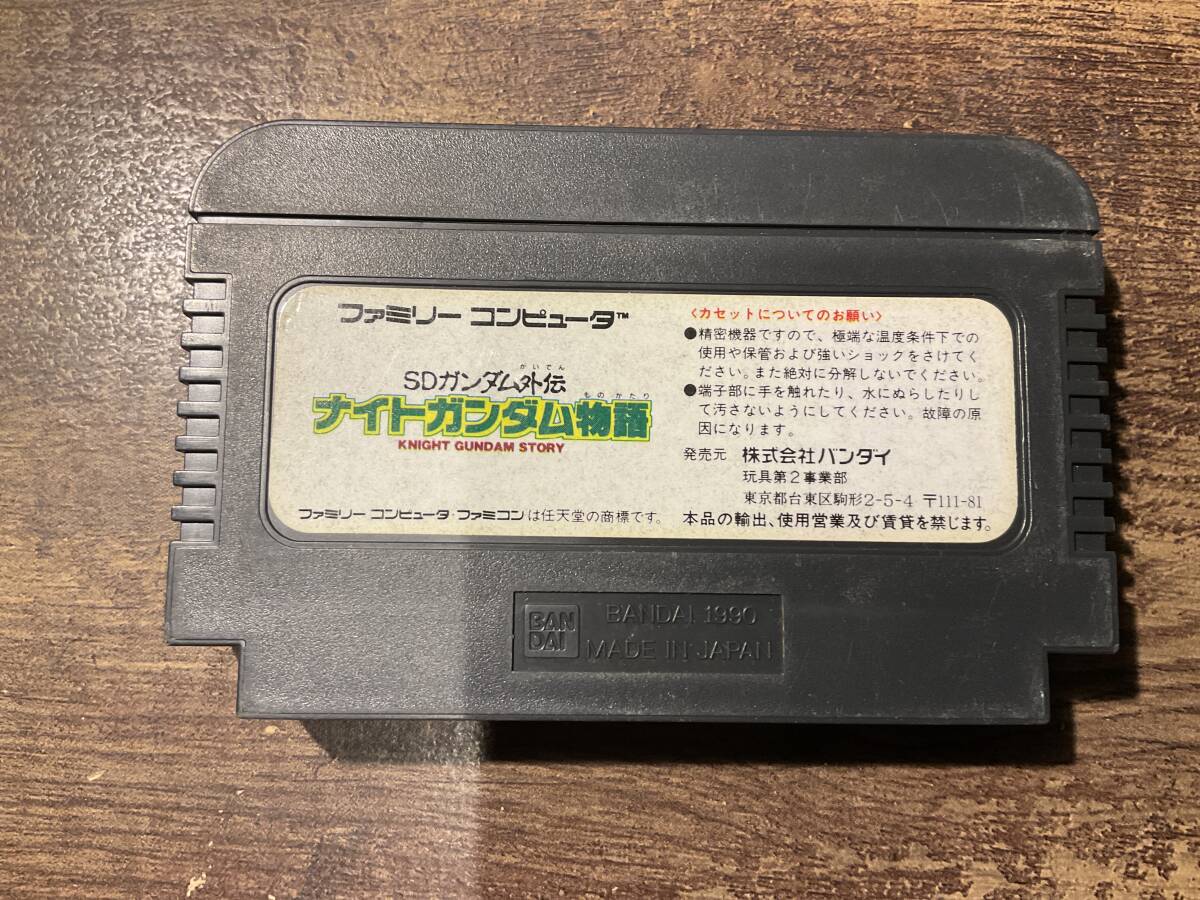 ファミリー コンピュータ™
かいでん
SDガンダム外伝
ものがたり
ナイトガンダム物語
KNIGHT GUNDAM STORY
ファミリー コンピュータ・ファミコンは任天堂の商標です。
〈カセットについてのお願い〉
●精密機器ですので、極端な温度条件下での
使用や保管および強いショックをさけてく
ださい。また絶対に分解しないでください。
●端子部に手を触れたり、水にぬらしたりし
て汚さないようにしてください。故障の原
因になります。
発売元 株式会社バンダイ
玩具第2事業部
東京都台東区駒形2-5-4 〒111-81
本品の輸出、使用営業及び賃貸を禁じます。
BAN
DAI
BANDAI 1990
MADE IN JAPAN